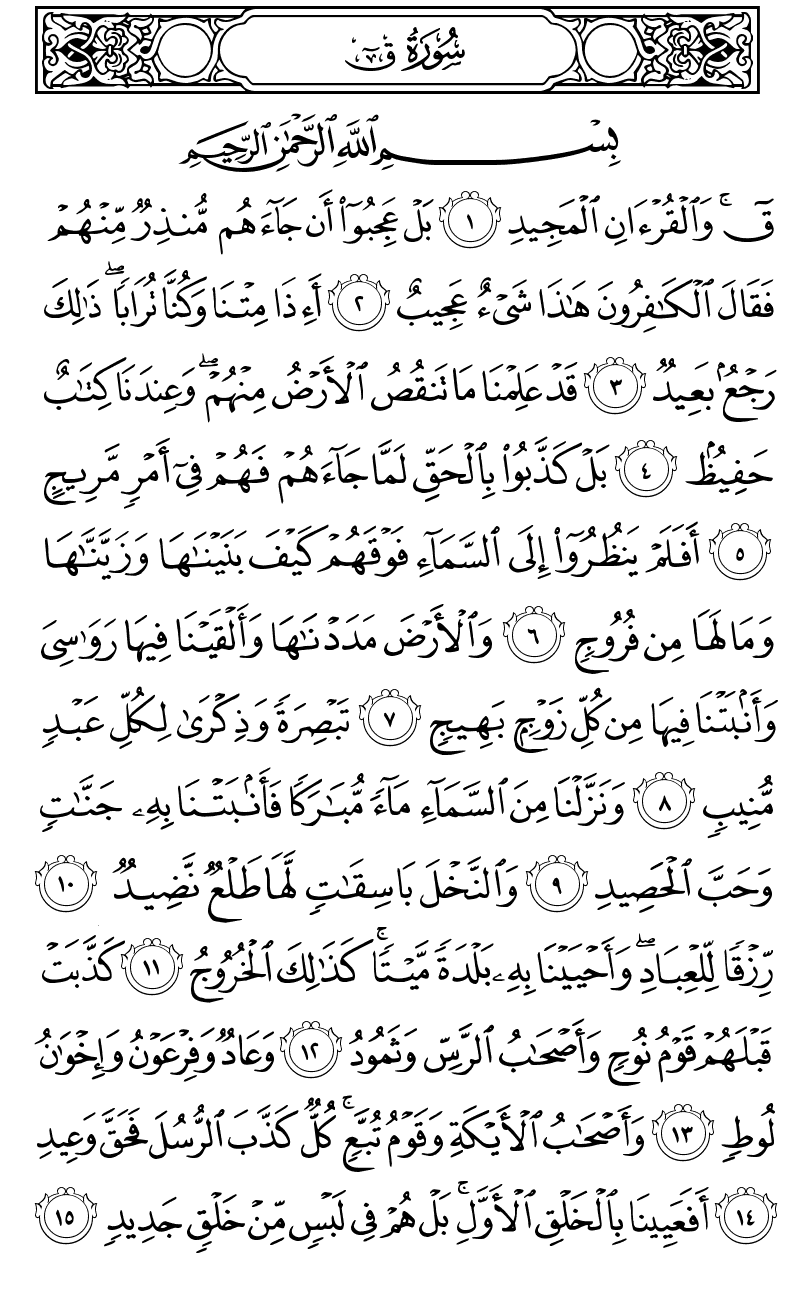 سُورَةُ قٓ
بِسْمِ ٱللَّهِ ٱلرَّحْمَٰنِ ٱلرَّحِيمِ
قٓۚ وَٱلْقُرْءَانِ ٱلْمَجِيدِ ١ بَلْ عَجِبُوٓا۟ أَن جَآءَهُم مُّنذِرٌ مِّنْهُمْ
فَقَالَ ٱلْكَٰفِرُونَ هَٰذَا شَىْءٌ عَجِيبٌ ٢ أَءِذَا مِتْنَا وَكُنَّا تُرَابًاۖ ذَٰلِكَ
رَجْعٌۢ بَعِيدٌ ٣ قَدْ عَلِمْنَا مَا تَنقُصُ ٱلْأَرْضُ مِنْهُمْۖ وَعِندَنَا كِتَٰبٌ
حَفِيظٌۢ ٤ بَلْ كَذَّبُوا۟ بِٱلْحَقِّ لَمَّا جَآءَهُمْ فَهُمْ فِىٓ أَمْرٍ مَّرِيجٍ
٥ أَفَلَمْ يَنظُرُوٓا۟ إِلَى ٱلسَّمَآءِ فَوْقَهُمْ كَيْفَ بَنَيْنَٰهَا وَزَيَّنَّٰهَا
وَمَا لَهَا مِن فُرُوجٍ ٦ وَٱلْأَرْضَ مَدَدْنَٰهَا وَأَلْقَيْنَا فِيهَا رَوَٰسِىَ
وَأَنۢبَتْنَا فِيهَا مِن كُلِّ زَوْجٍۭ بَهِيجٍ ٧ تَبْصِرَةً وَذِكْرَىٰ لِكُلِّ عَبْدٍ
مُّنِيبٍ ٨ وَنَزَّلْنَا مِنَ ٱلسَّمَآءِ مَآءً مُّبَٰرَكًا فَأَنۢبَتْنَا بِهِۦ جَنَّٰتٍ
وَحَبَّ ٱلْحَصِيدِ ٩ وَٱلنَّخْلَ بَاسِقَٰتٍ لَّهَا طَلْعٌ نَّضِيدٌ ١٠
رِّزْقًا لِّلْعِبَادِۖ وَأَحْيَيْنَا بِهِۦ بَلْدَةً مَّيْتًاۚ كَذَٰلِكَ ٱلْخُرُوجُ ١١ كَذَّبَتْ
قَبْلَهُمْ قَوْمُ نُوحٍ وَأَصْحَٰبُ ٱلرَّسِّ وَثَمُودُ ١٢ وَعَادٌ وَفِرْعَوْنُ وَإِخْوَٰنُ
لُوطٍ ١٣ وَأَصْحَٰبُ ٱلْأَيْكَةِ وَقَوْمُ تُبَّعٍۚ كُلٌّ كَذَّبَ ٱلرُّسُلَ فَحَقَّ وَعِيدِ
١٤ أَفَعَيِينَا بِٱلْخَلْقِ ٱلْأَوَّلِۚ بَلْ هُمْ فِى لَبْسٍ مِّنْ خَلْقٍ جَدِيدٍ ١٥